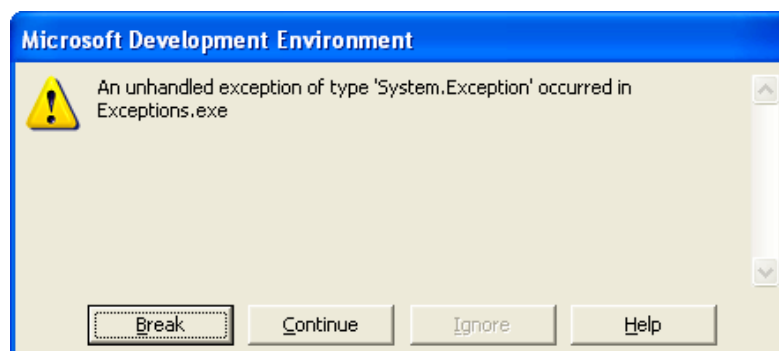 Microsoft Development Environment
An unhandled exception of type 'System.Exception' occurred in
Exceptions.exe
Break
Continue
Ignore
Help